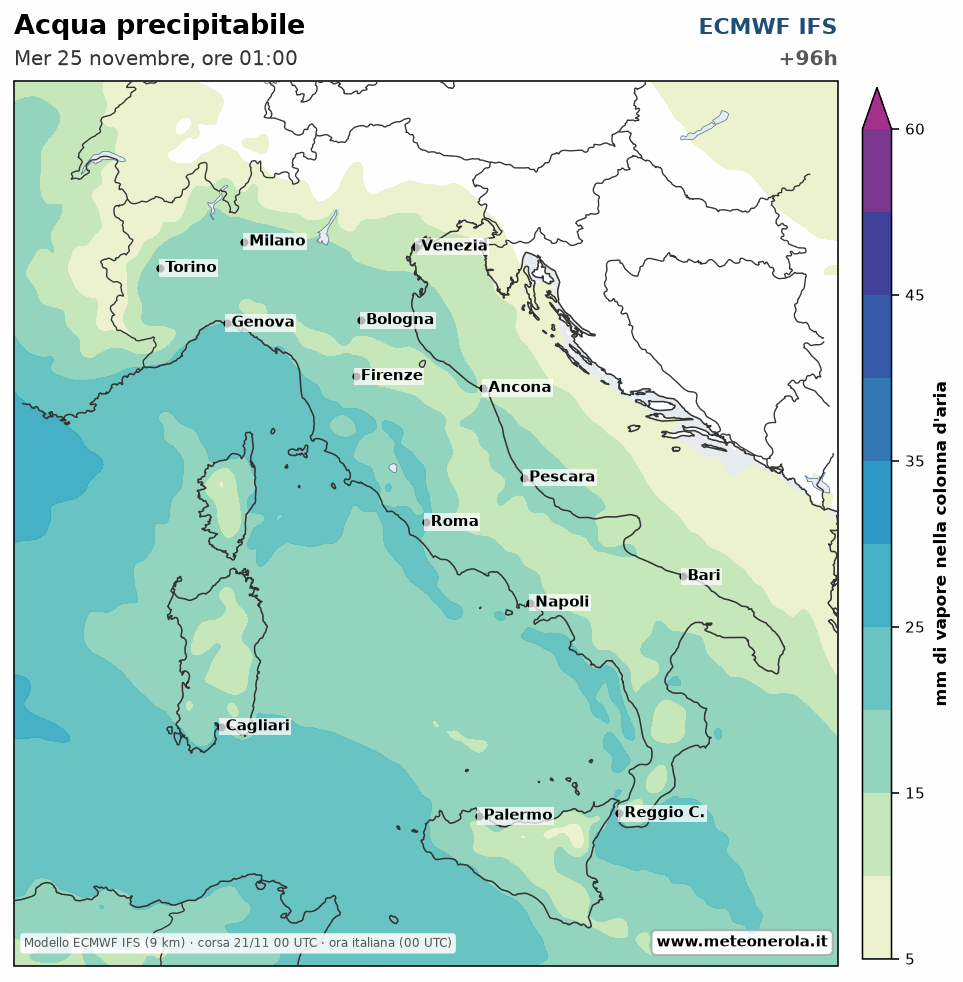 Acqua precipitabile
ECMWF IFS
Mer 25 novembre, ore 01:00
+96h
60
45
35
25
15
5
mm di vapore nella colonna d'aria
Milano
Venezia
Torino
Genova
Bologna
Firenze
Ancona
Pescara
Roma
Bari
Napoli
Cagliari
Palermo
Reggio C.
Modello ECMWF IFS (9 km) · corsa 21/11 00 UTC · ora italiana (00 UTC)
www.meteonerola.it